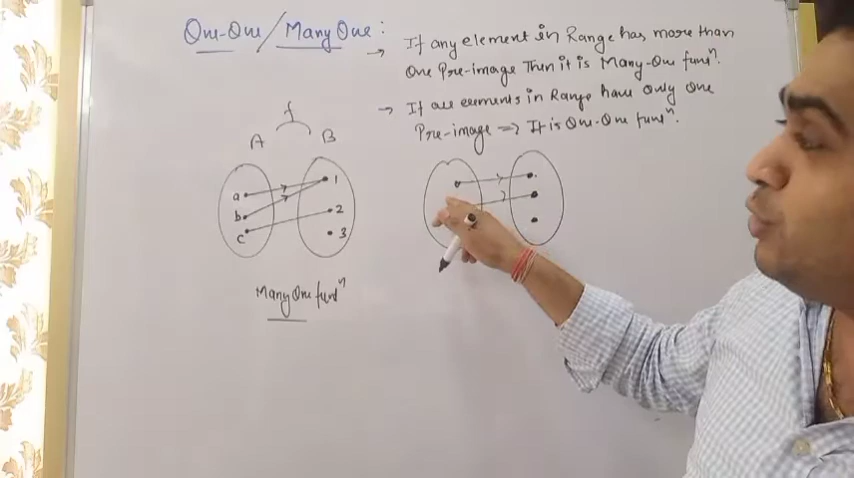 One-One / Many One :
→ If any element in Range has more than
One Pre-image Then it is Many-One funⁿ.
→ If all elements in Range have only one
Pre-image => It is One-One funⁿ.
f
A B
a 1
b 2
c 3
Many One funⁿ